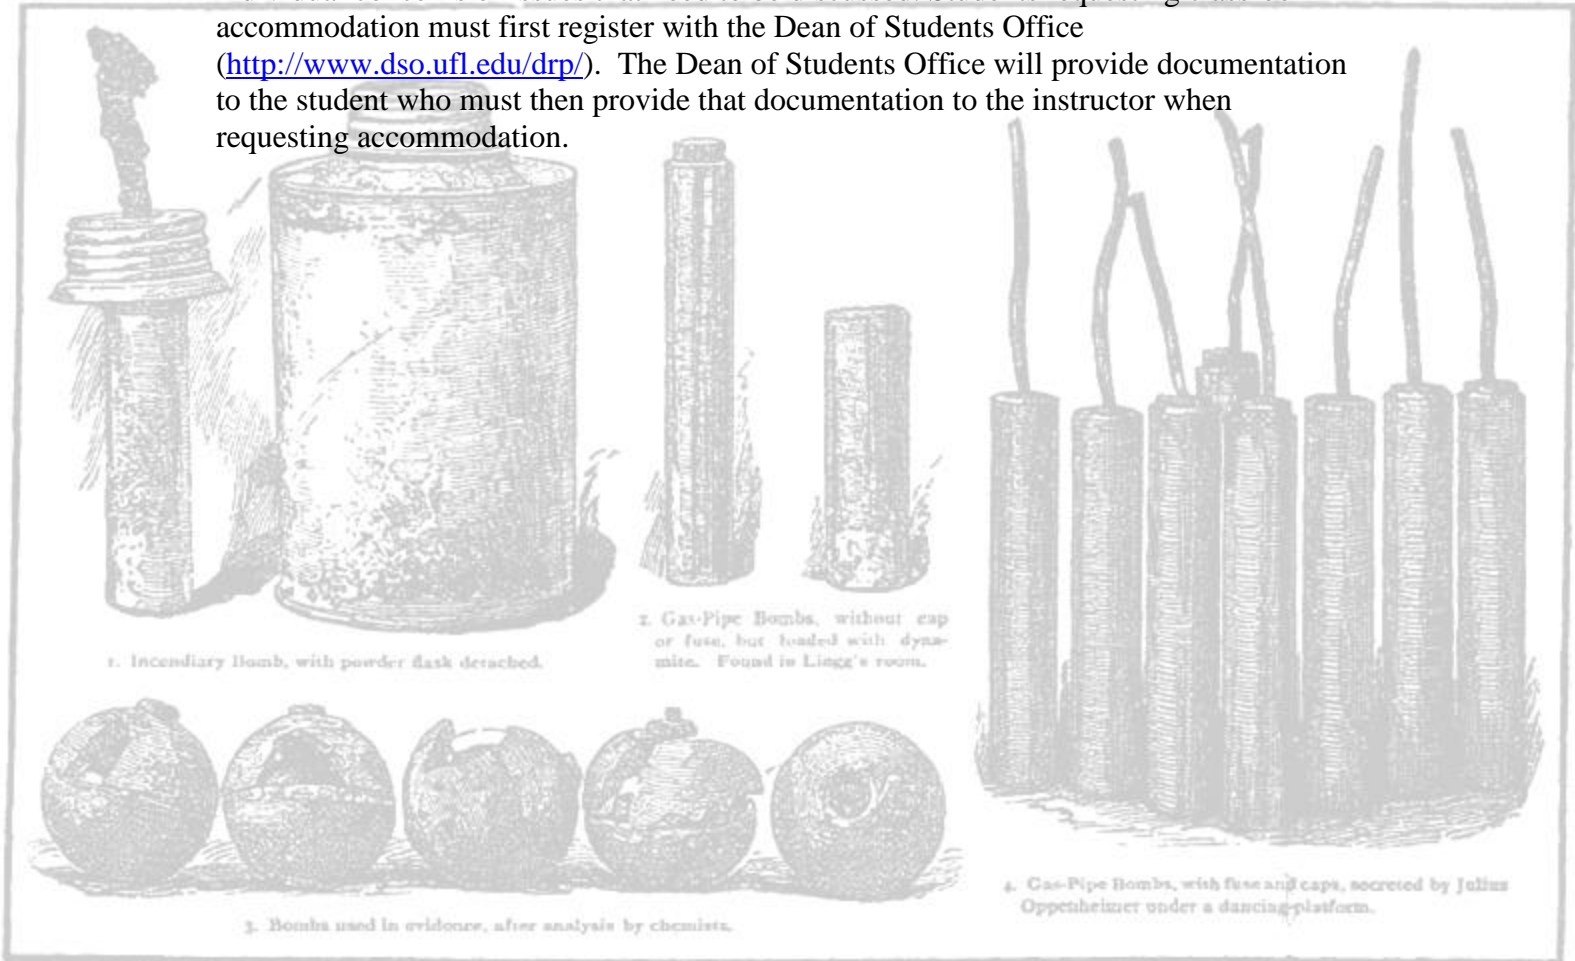 accommodation must first register with the Dean of Students Office
(http://www.dso.ufl.edu/drp/).  The Dean of Students Office will provide documentation
to the student who must then provide that documentation to the instructor when
requesting accommodation.
2. Gas-Pipe Bombs, without cap
or fuse, but loaded with dyna-
mite. Found in Lingg's room.
1. Incendiary Bomb, with powder flask detached.
4. Gas-Pipe Bombs, with fuse and caps, secreted by Julius
Oppenheimer under a dancing-platform.
3. Bombs used in evidence, after analysis by chemists.